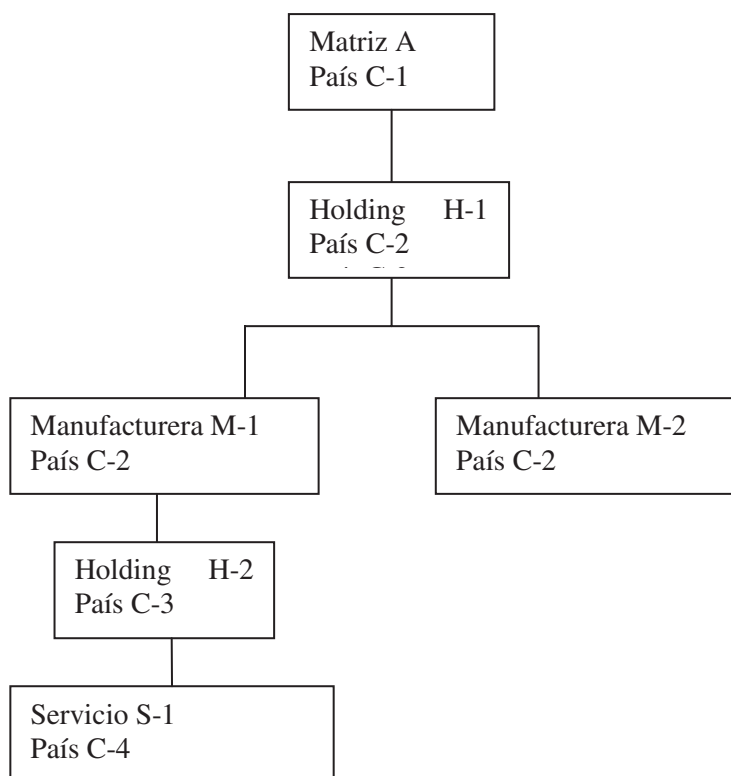 Matriz A
País C-1
Holding H-1
País C-2
Manufacturera M-1
País C-2
Manufacturera M-2
País C-2
Holding H-2
País C-3
Servicio S-1
País C-4